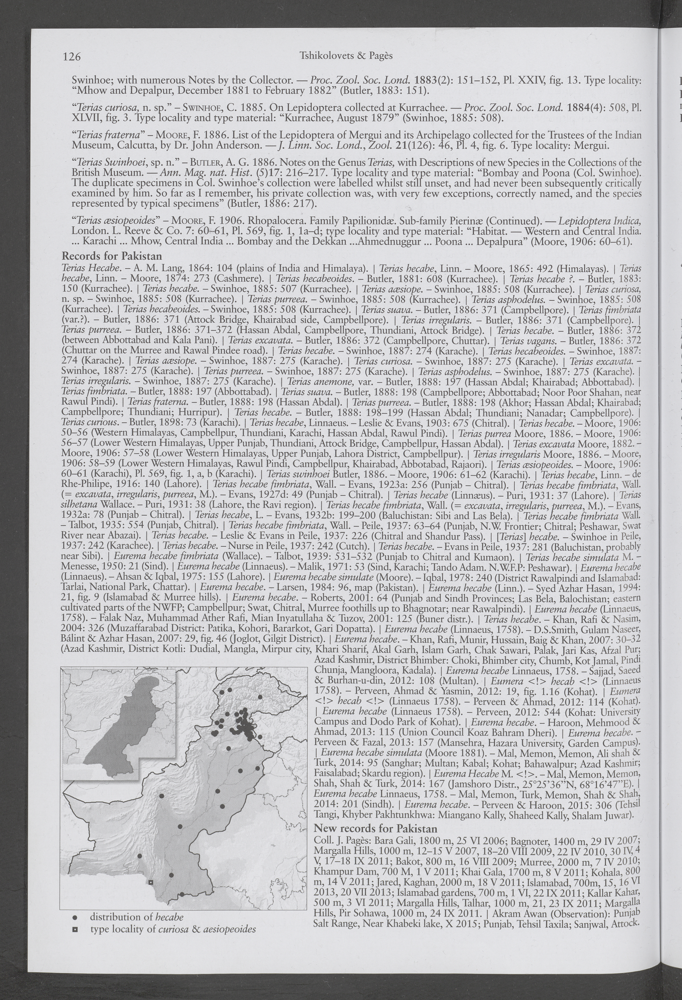 126
Tshikolovets & Pagès
Swinhoe; with numerous Notes by the Collector. — Proc. Zool. Soc. Lond. 1883(2): 151–152, Pl. XXIV, fig. 13. Type locality:
"Mhow and Depalpur, December 1881 to February 1882" (Butler, 1883: 151).
"Terias curiosa, n. sp." – SWINHOE, C. 1885. On Lepidoptera collected at Kurrachee. — Proc. Zool. Soc. Lond. 1884(4): 508, Pl.
XLVII, fig. 3. Type locality and type material: "Kurrachee, August 1879" (Swinhoe, 1885: 508).
"Terias fraterna" – MOORE, F. 1886. List of the Lepidoptera of Mergui and its Archipelago collected for the Trustees of the Indian
Museum, Calcutta, by Dr. John Anderson. — J. Linn. Soc. Lond., Zool. 21(126): 46, Pl. 4, fig. 6. Type locality: Mergui.
"Terias Swinhoei, sp. n." – BUTLER, A. G. 1886. Notes on the Genus Terias, with Descriptions of new Species in the Collections of the
British Museum. — Ann. Mag. nat. Hist. (5)17: 216–217. Type locality and type material: "Bombay and Poona (Col. Swinhoe).
The duplicate specimens in Col. Swinhoe's collection were labelled whilst still unset, and had never been subsequently critically
examined by him. So far as I remember, his private collection was, with very few exceptions, correctly named, and the species
represented by typical specimens" (Butler, 1886: 217).
"Terias æsiopeides" – MOORE, F. 1906. Rhopalocera. Family Papilionidæ. Sub-family Pierinæ (Continued). — Lepidoptera Indica,
London. L. Reeve & Co. 7: 60–61, Pl. 569, fig. 1, 1a–d; type locality and type material: "Habitat. — Western and Central India.
... Karachi ... Mhow, Central India ... Bombay and the Dekkan ...Ahmednuggur ... Poona ... Depalpura" (Moore, 1906: 60–61).
Records for Pakistan
Terias Hecabe. – A. M. Lang, 1864: 104 (plains of India and Himalaya). | Terias hecabe, Linn. – Moore, 1865: 492 (Himalayas). | Terias
hecabe, Linn. – Moore, 1874: 273 (Cashmere). | Terias hecabeoides. – Butler, 1881: 608 (Kurrachee). | Terias hecabe ?. – Butler, 1883:
150 (Kurrachee). | Terias hecabe. – Swinhoe, 1885: 507 (Kurrachee). | Terias æsiope. – Swinhoe, 1885: 508 (Kurrachee). | Terias curiosa,
n. sp. – Swinhoe, 1885: 508 (Kurrachee). | Terias purreea. – Swinhoe, 1885: 508 (Kurrachee). | Terias asphodelus. – Swinhoe, 1885: 508
(Kurrachee). | Terias hecabeoides. – Swinhoe, 1885: 508 (Kurrachee). | Terias suava. – Butler, 1886: 371 (Campbellpore). | Terias fimbriata
(var.?). – Butler, 1886: 371 (Attock Bridge, Khairabad side, Campbellpore). | Terias irregularis. – Butler, 1886: 371 (Campbellpore). |
Terias purreea. – Butler, 1886: 371–372 (Hassan Abdal, Campbellpore, Thundiani, Attock Bridge). | Terias hecabe. – Butler, 1886: 372
(between Abbottabad and Kala Pani). | Terias excavata. – Butler, 1886: 372 (Campbellpore, Chuttar). | Terias vagans. – Butler, 1886: 372
(Chuttar on the Murree and Rawal Pindee road). | Terias hecabe. – Swinhoe, 1887: 274 (Karache). | Terias hecabeoides. – Swinhoe, 1887:
274 (Karache). | Terias æsiope. – Swinhoe, 1887: 275 (Karache). | Terias curiosa. – Swinhoe, 1887: 275 (Karache). | Terias excavata. –
Swinhoe, 1887: 275 (Karache). | Terias purreea. – Swinhoe, 1887: 275 (Karache). | Terias asphodelus. – Swinhoe, 1887: 275 (Karache). |
Terias irregularis. – Swinhoe, 1887: 275 (Karache). | Terias anemone, var. – Butler, 1888: 197 (Hassan Abdal; Khairabad; Abbottabad). |
Terias fimbriata. – Butler, 1888: 197 (Abbottabad). | Terias suava. – Butler, 1888: 198 (Campbellpore; Abbottabad; Noor Poor Shahan, near
Rawul Pindi). | Terias fraterna. – Butler, 1888: 198 (Hassan Abdal). | Terias purreea. – Butler, 1888: 198 (Akhor; Hassan Abdul; Khairabad;
Campbellpore; Thundiani; Hurripur). | Terias hecabe. – Butler, 1888: 198–199 (Hassan Abdal; Thundiani; Nanadar; Campbellpore). |
Terias curiosa. – Butler, 1898: 73 (Karachi). | Terias hecabe, Linnaeus. – Leslie & Evans, 1903: 675 (Chitral). | Terias hecabe. – Moore, 1906:
50–56 (Western Himalayas, Campbellpur, Thundiani, Karachi, Hassan Abdal, Rawul Pindi). | Terias purrea Moore, 1886. – Moore, 1906:
56–57 (Lower Western Himalayas, Upper Punjab, Thundiani, Attock Bridge, Campbellpur, Hassan Abdal). | Terias excavata Moore, 1882. –
Moore, 1906: 57–58 (Lower Western Himalayas, Upper Punjab, Lahora District, Campbellpur). | Terias irregularis Moore, 1886. – Moore,
1906: 58–59 (Lower Western Himalayas, Rawul Pindi, Campbellpur, Khairabad, Abbotabad, Rajaori). | Terias æsiopeoides. – Moore, 1906:
60–61 (Karachi), Pl. 569, fig. 1, a, b (Karachi). | Terias swinhoei Butler, 1886. – Moore, 1906: 61–62 (Karachi). | Terias hecabe, Linn. – de
Rhe-Philipe, 1916: 140 (Lahore). | Terias hecabe fimbriata, Wall. – Evans, 1923a: 256 (Punjab – Chitral). | Terias hecabe fimbriata, Wall.
(= excavata, irregularis, purreea, M.). – Evans, 1927d: 49 (Punjab – Chitral). | Terias hecabe (Linnæus). – Puri, 1931: 37 (Lahore). | Terias
silhetana Wallace. – Puri, 1931: 38 (Lahore, the Ravi region). | Terias hecabe fimbriata, Wall. (= excavata, irregularis, purreea, M.). – Evans,
1932a: 78 (Punjab – Chitral). | Terias hecabe, L. – Evans, 1932b: 199–200 (Baluchistan: Sibi and Las Bela). | Terias hecabe fimbriata Wall
– Talbot, 1935: 554 (Punjab, Chitral). | Terias hecabe fimbriata, Wall. – Peile, 1937: 63–64 (Punjab, N.W. Frontier; Chitral; Peshawar, Swat
River near Abazai). | Terias hecabe. – Leslie & Evans in Peile, 1937: 226 (Chitral and Shandur Pass). | [Terias] hecabe. – Swinhoe in Peile,
1937: 242 (Karachee). | Terias hecabe. – Nurse in Peile, 1937: 242 (Cutch). | Terias hecabe. – Evans in Peile, 1937: 281 (Baluchistan, probably
near Sibi). | Eurema hecabe fimbriata (Wallace). – Talbot, 1939: 531–532 (Punjab to Chitral and Kumaon). | Terias hecabe simulata M. –
Menesse, 1950: 21 (Sind). | Eurema hecabe (Linnaeus). – Malik, 1971: 53 (Sind, Karachi; Tando Adam. N.W.F.P: Peshawar). | Eurema hecabe
(Linnaeus). – Ahsan & Iqbal, 1975: 155 (Lahore). | Eurema hecabe simulate (Moore). – Iqbal, 1978: 240 (District Rawalpindi and Islamabad:
Tarlai, National Park, Chattar). | Eurema hecabe. – Larsen, 1984: 96, map (Pakistan). | Eurema hecabe (Linn.). – Syed Azhar Hasan, 1994:
21, fig. 9 (Islamabad & Murree hills). | Eurema hecabe. – Roberts, 2001: 64 (Punjab and Sindh Provinces; Las Bela, Balochistan; eastern
cultivated parts of the NWFP; Campbellpur; Swat, Chitral, Murree foothills up to Bhagnotar; near Rawalpindi). | Eurema hecabe (Linnaeus,
1758). – Falak Naz, Muhammad Ather Rafi, Mian Inyatullaha & Tizov, 2001: 125 (Buner distr.). | Terias hecabe. – Khan, Rafi & Nasim,
2004: 326 (Muzaffarabad District: Patika, Kohori, Bararkot, Gari Dopatta). | Eurema hecabe (Linnaeus, 1758). – D.S.Smith, Gulam Naseer,
Bálint & Azhar Hasan, 2007: 29, fig. 46 (Joglot, Gilgit District). | Eurema hecabe. – Khan, Rafi, Munir, Hussain, Baig & Khan, 2007: 30–32
(Azad Kashmir, District Kotli: Dudial, Mangla, Mirpur city, Khari Sharif, Akal Garh, Islam Garh, Chak Sawari, Palak, Jari Kas, Afzal Pur;
Azad Kashmir, District Bhimber: Choki, Bhimber city, Chumb, Kot Jamal, Pindi
Chunja, Mangloora, Kadala). | Eurema hecabe Linnaeus, 1758. – Sajjad, Saeed
& Burhan-u-din, 2012: 108 (Multan). | Eumera <!> hecab <!> (Linnaeus
1758). – Perveen, Ahmad & Yasmin, 2012: 19, fig. 1.16 (Kohat). | Eumera
<!> hecab <!> (Linnaeus 1758). – Perveen & Ahmad, 2012: 114 (Kohat).
| Eurema hecabe (Linnaeus 1758). – Perveen, 2012: 544 (Kohat: University
Campus and Dodo Park of Kohat). | Eurema hecabe. – Haroon, Mehmood &
Ahmad, 2013: 115 (Union Council Koaz Bahram Dheri). | Eurema hecabe. –
Perveen & Fazal, 2013: 157 (Mansehra, Hazara University, Garden Campus).
| Eurema hecabe simulata (Moore 1881). – Mal, Memon, Memon, Ali shah &
Turk, 2014: 95 (Sanghar; Multan; Kabal; Kohat; Bahawalpur; Azad Kashmir;
Faisalabad; Skardu region). | Eurema Hecabe M. <!>. – Mal, Memon, Memon,
Shah, Shah & Turk, 2014: 167 (Jamshoro Distr., 25°25'36"N, 68°16'47"E). |
Eurema hecabe Linnaeus, 1758. – Mal, Memon, Turk, Memon, Shah & Shah,
2014: 201 (Sindh). | Eurema hecabe. – Perveen & Haroon, 2015: 306 (Tehsil
Tangi, Khyber Pakhtunkhwa: Miangano Kally, Shaheed Kally, Shalam Juwar).
New records for Pakistan
Coll. J. Pagès: Bara Gali, 1800 m, 25 VI 2006; Bagnoter, 1400 m, 29 IV 2007;
Margalla Hills, 1000 m, 12–15 V 2007, 18–20 VIII 2009, 22 IV 2010, 30 IV, 4
V, 17–18 IX 2011; Bakot, 800 m, 16 VIII 2009; Murree, 2000 m, 7 IV 2010;
Khampur Dam, 700 M, 1 V 2011; Khai Gala, 1700 m, 8 V 2011; Kohala, 800
m, 14 V 2011; Jared, Kaghan, 2000 m, 18 V 2011; Islamabad, 700m, 15, 16 VI
2013, 20 VII 2013; Islamabad gardens, 700 m, 1 VI, 22 IX 2011; Kallar Kahar,
500 m, 3 VI 2011; Margalla Hills, Talhar, 1000 m, 21, 23 IX 2011; Margalla
Hills, Pir Sohawa, 1000 m, 24 IX 2011. | Akram Awan (Observation): Punjab
Salt Range, Near Khabeki lake, X 2015; Punjab, Tehsil Taxila; Sanjwal, Attock.
distribution of hecabe
type locality of curiosa & aesiopeoides